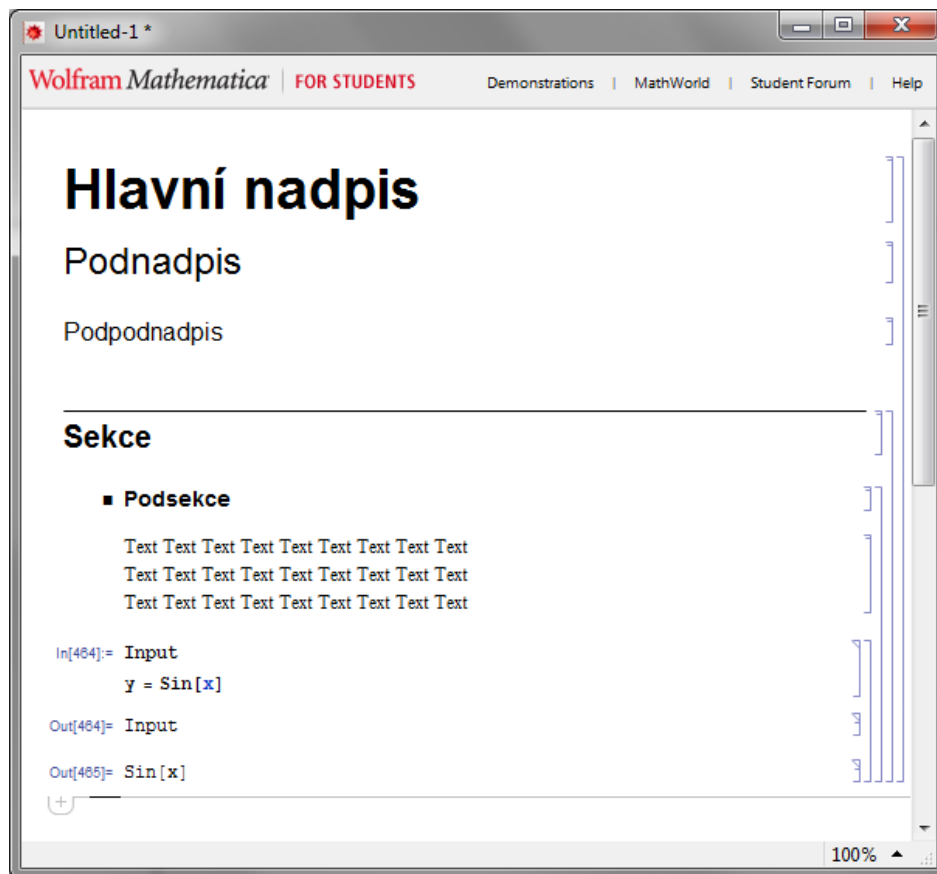 Untitled-1 *
Wolfram Mathematica FOR STUDENTS Demonstrations | MathWorld | Student Forum | Help
Hlavní nadpis
Podnadpis
Podpodnadpis
Sekce
Podsekce
Text Text Text Text Text Text Text Text Text
Text Text Text Text Text Text Text Text Text
Text Text Text Text Text Text Text Text Text
In[464]:= Input
y = Sin[x]
Out[464]= Input
Out[465]= Sin[x]
100%